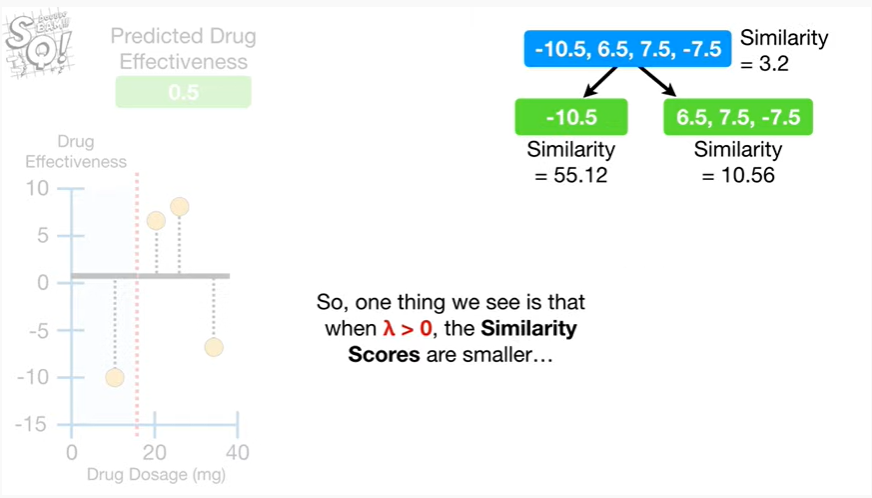 Predicted Drug
Effectiveness
0.5
-10.5, 6.5, 7.5, -7.5
Similarity
= 3.2
-10.5
6.5, 7.5, -7.5
Similarity
= 55.12
Similarity
= 10.56
Drug
Effectiveness
10
5
0
-5
-10
-15
0
20
40
Drug Dosage (mg)
So, one thing we see is that
when λ > 0, the Similarity
Scores are smaller…